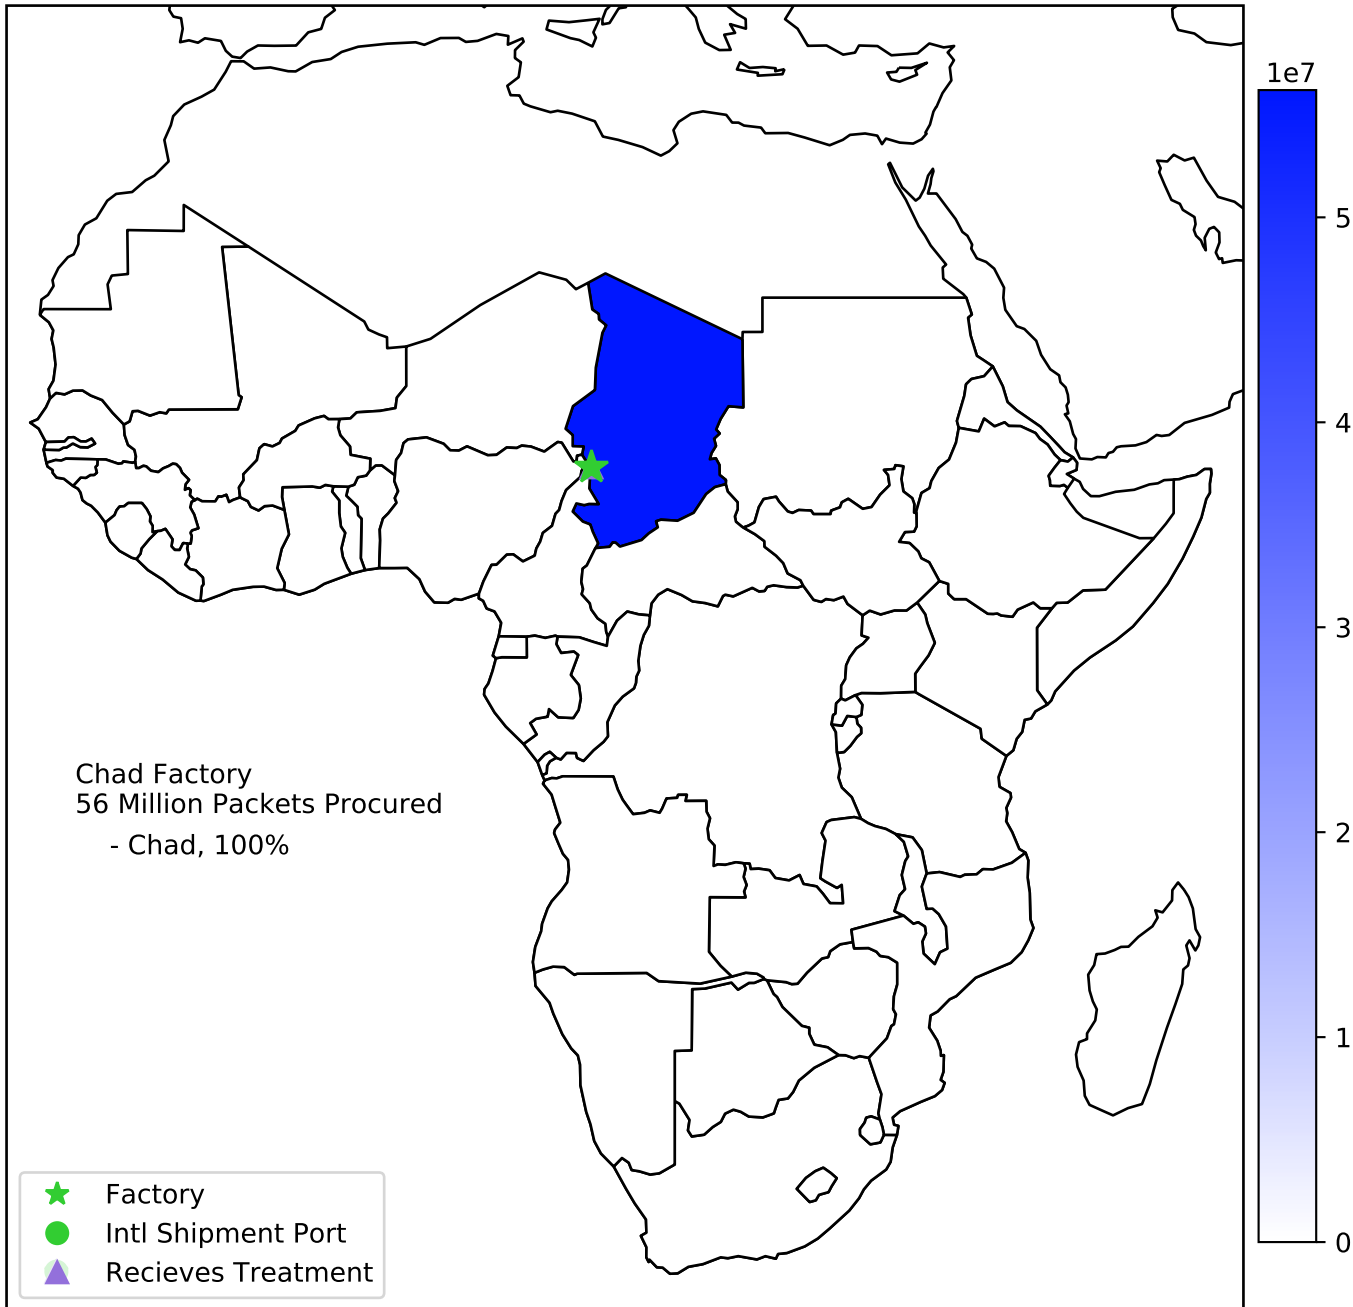 1e7
5
4
3
2
1
0
Chad Factory
56 Million Packets Procured
- Chad, 100%
Factory
Intl Shipment Port
Recieves Treatment